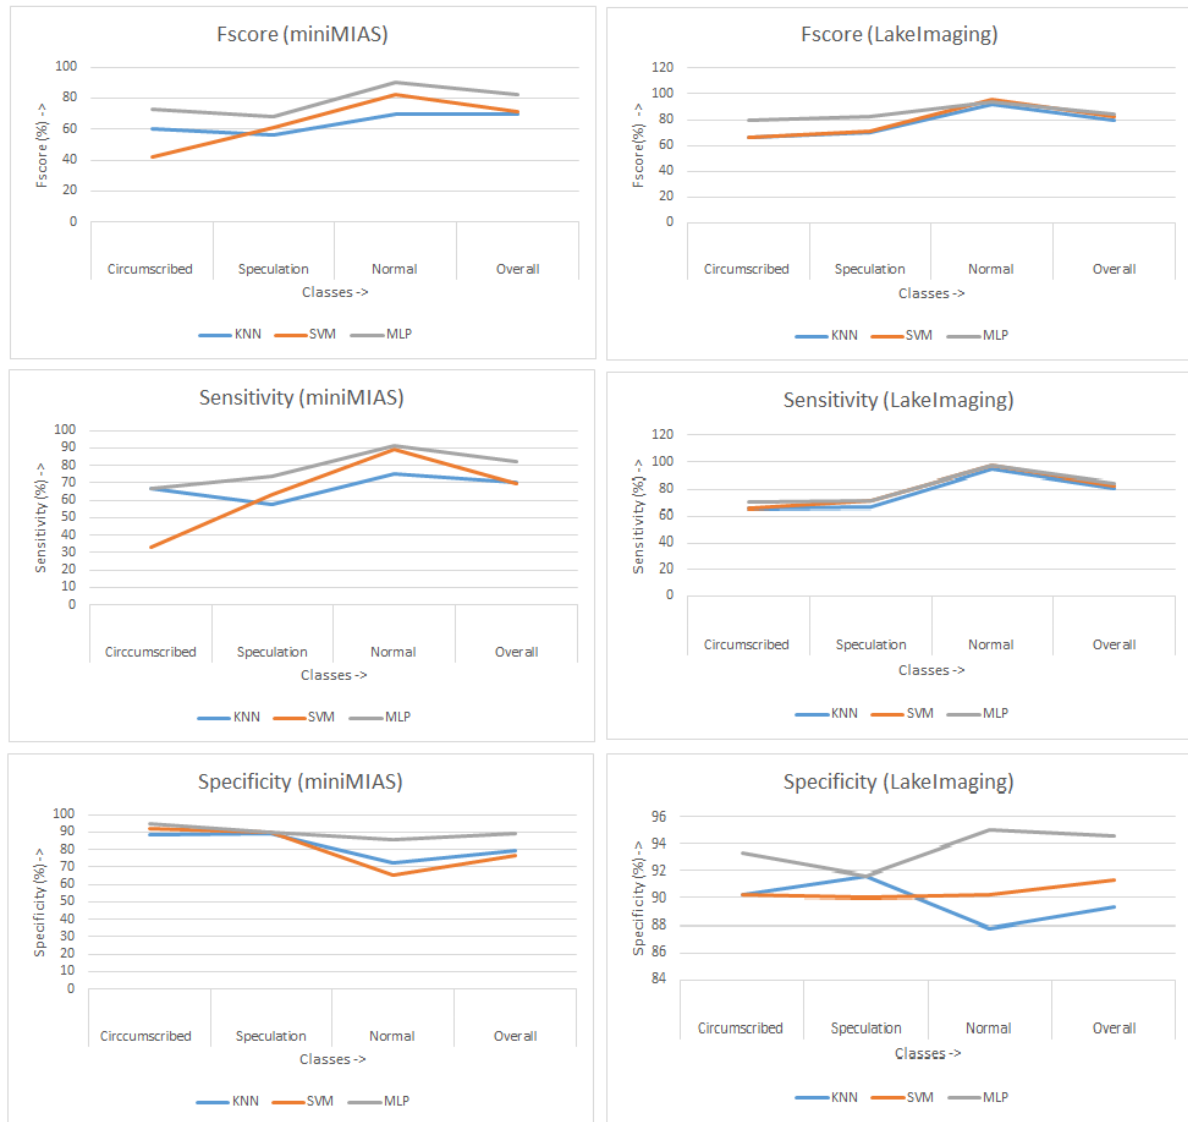 Fscore (miniMIAS)
100
80
60
40
20
0
Fscore (%) ->
Circumscribed Speculation Normal Overall
Classes ->
KNN SVM MLP
Fscore (LakeImaging)
120
100
80
60
40
20
0
Fscore(%) ->
Circumscribed Speculation Normal Overall
Classes ->
KNN SVM MLP
Sensitivity (miniMIAS)
100
90
80
70
60
50
40
30
20
10
0
Sensitivity (%) ->
Circcumscribed Speculation Normal Overall
Classes ->
KNN SVM MLP
Sensitivity (LakeImaging)
120
100
80
60
40
20
0
Sensitivity (%) ->
Circumscribed Speculation Normal Overall
Classes ->
KNN SVM MLP
Specificity (miniMIAS)
100
90
80
70
60
50
40
30
20
10
0
Specificity (%) ->
Circcumscribed Speculation Normal Overall
Classes ->
KNN SVM MLP
Specificity (LakeImaging)
96
94
92
90
88
86
84
Specificity (%) ->
Circumscribed Speculation Normal Overall
Classes ->
KNN SVM MLP